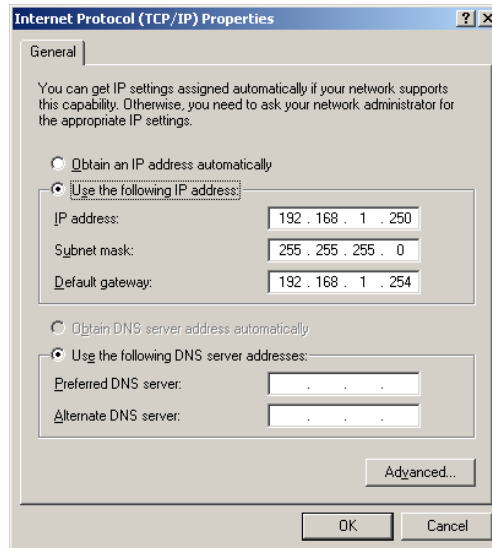 Internet Protocol (TCP/IP) Properties
General
You can get IP settings assigned automatically if your network supports
this capability. Otherwise, you need to ask your network administrator for
the appropriate IP settings.
Obtain an IP address automatically
Use the following IP address:
IP address: 192 . 168 . 1 . 250
Subnet mask: 255 . 255 . 255 . 0
Default gateway: 192 . 168 . 1 . 254
Obtain DNS server address automatically
Use the following DNS server addresses:
Preferred DNS server: . . .
Alternate DNS server: . . .
Advanced...
OK Cancel